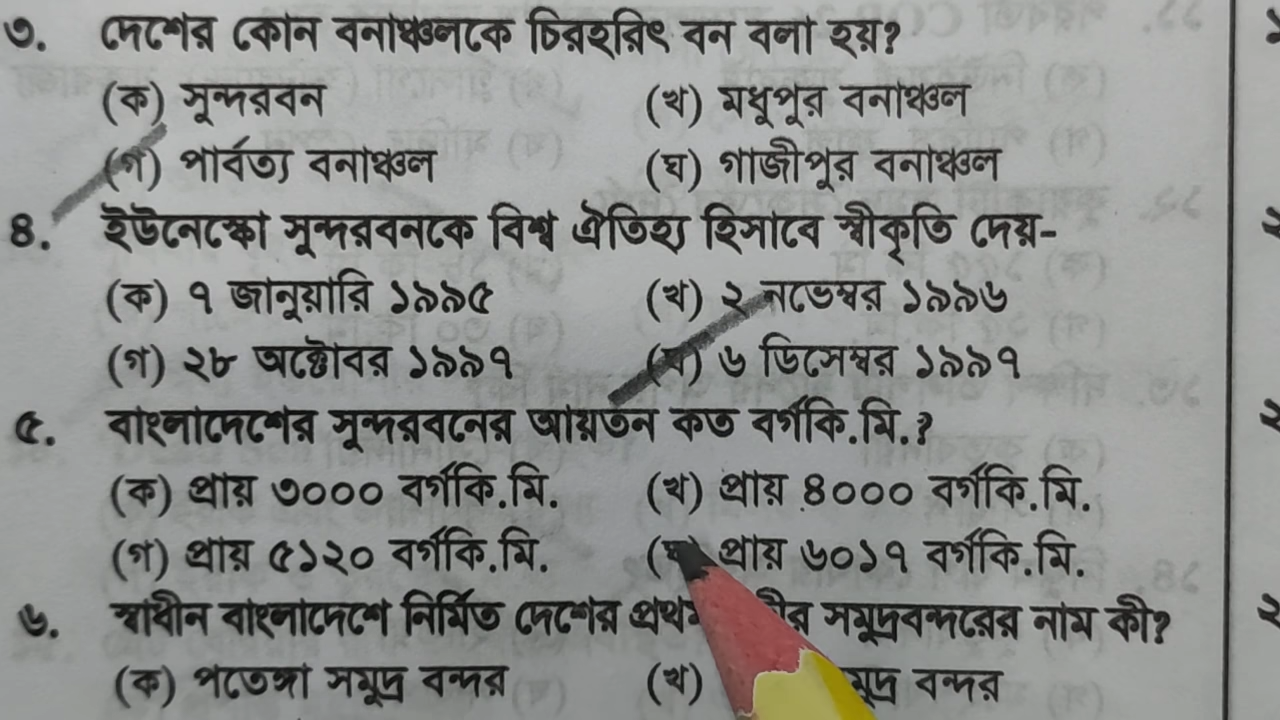 ৩. দেশের কোন বনাঞ্চলকে চিরহরিৎ বন বলা হয়?
(ক) সুন্দরবন (খ) মধুপুর বনাঞ্চল
(গ) পার্বত্য বনাঞ্চল (ঘ) গাজীপুর বনাঞ্চল
৪. ইউনেস্কো সুন্দরবনকে বিশ্ব ঐতিহ্য হিসাবে স্বীকৃতি দেয়-
(ক) ৭ জানুয়ারি ১৯৯৫ (খ) ২ নভেম্বর ১৯৯৬
(গ) ২৮ অক্টোবর ১৯৯৭ (ঘ) ৬ ডিসেম্বর ১৯৯৭
৫. বাংলাদেশের সুন্দরবনের আয়তন কত বর্গকি.মি.?
(ক) প্রায় ৩০০০ বর্গকি.মি. (খ) প্রায় ৪০০০ বর্গকি.মি.
(গ) প্রায় ৫১২০ বর্গকি.মি. (ঘ) প্রায় ৬০১৭ বর্গকি.মি.
৬. স্বাধীন বাংলাদেশে নির্মিত দেশের সমুদ্রবন্দরের নাম কী?
(ক) পতেঙ্গা সমুদ্র বন্দর (খ) বন্দর